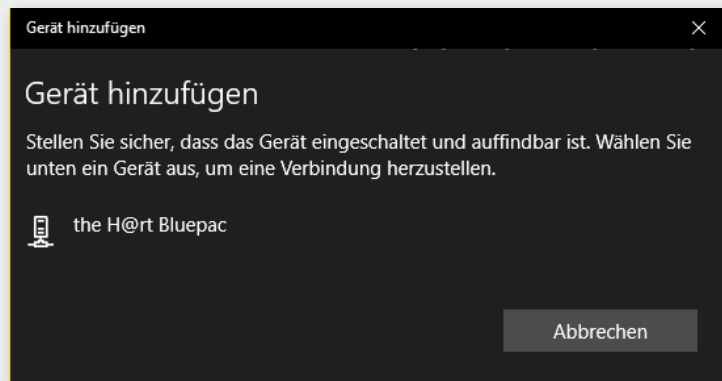 Gerät hinzufügen
Gerät hinzufügen
Stellen Sie sicher, dass das Gerät eingeschaltet und auffindbar ist. Wählen Sie
unten ein Gerät aus, um eine Verbindung herzustellen.
the H@rt Bluepac
Abbrechen